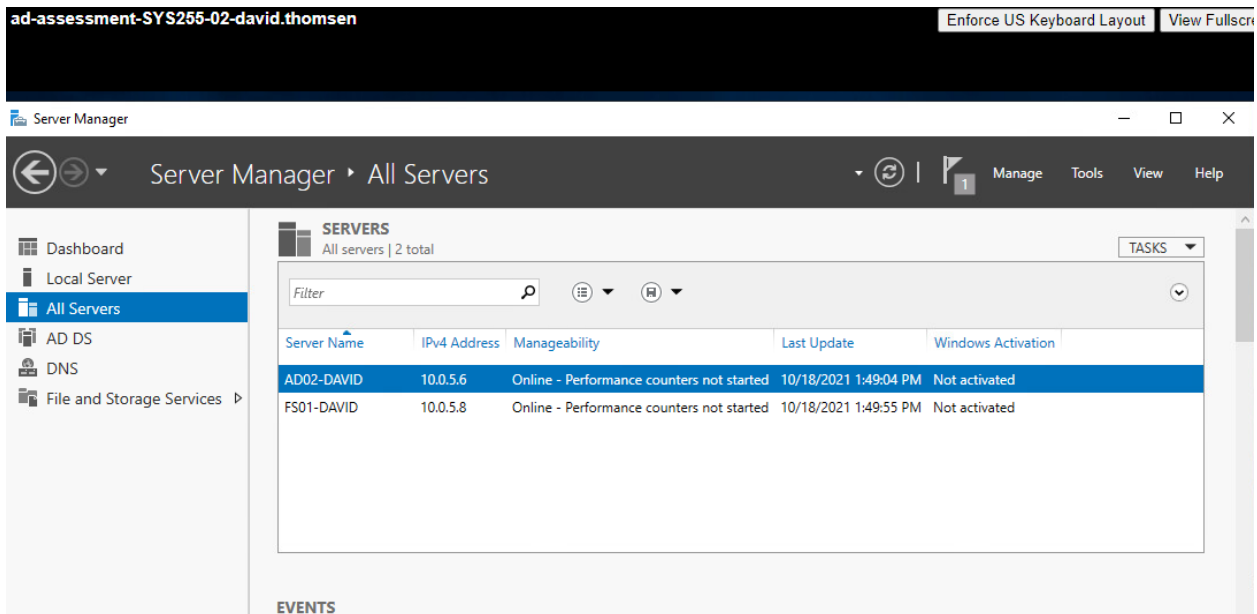 ad-assessment-SYS255-02-david.thomsen Enforce US Keyboard Layout View Fullscre
Server Manager
Server Manager ‣ All Servers 1 Manage Tools View Help
Dashboard
Local Server
All Servers
AD DS
DNS
File and Storage Services
SERVERS
All servers | 2 total TASKS
Filter
Server Name IPv4 Address Manageability Last Update Windows Activation
AD02-DAVID 10.0.5.6 Online - Performance counters not started 10/18/2021 1:49:04 PM Not activated
FS01-DAVID 10.0.5.8 Online - Performance counters not started 10/18/2021 1:49:55 PM Not activated
EVENTS